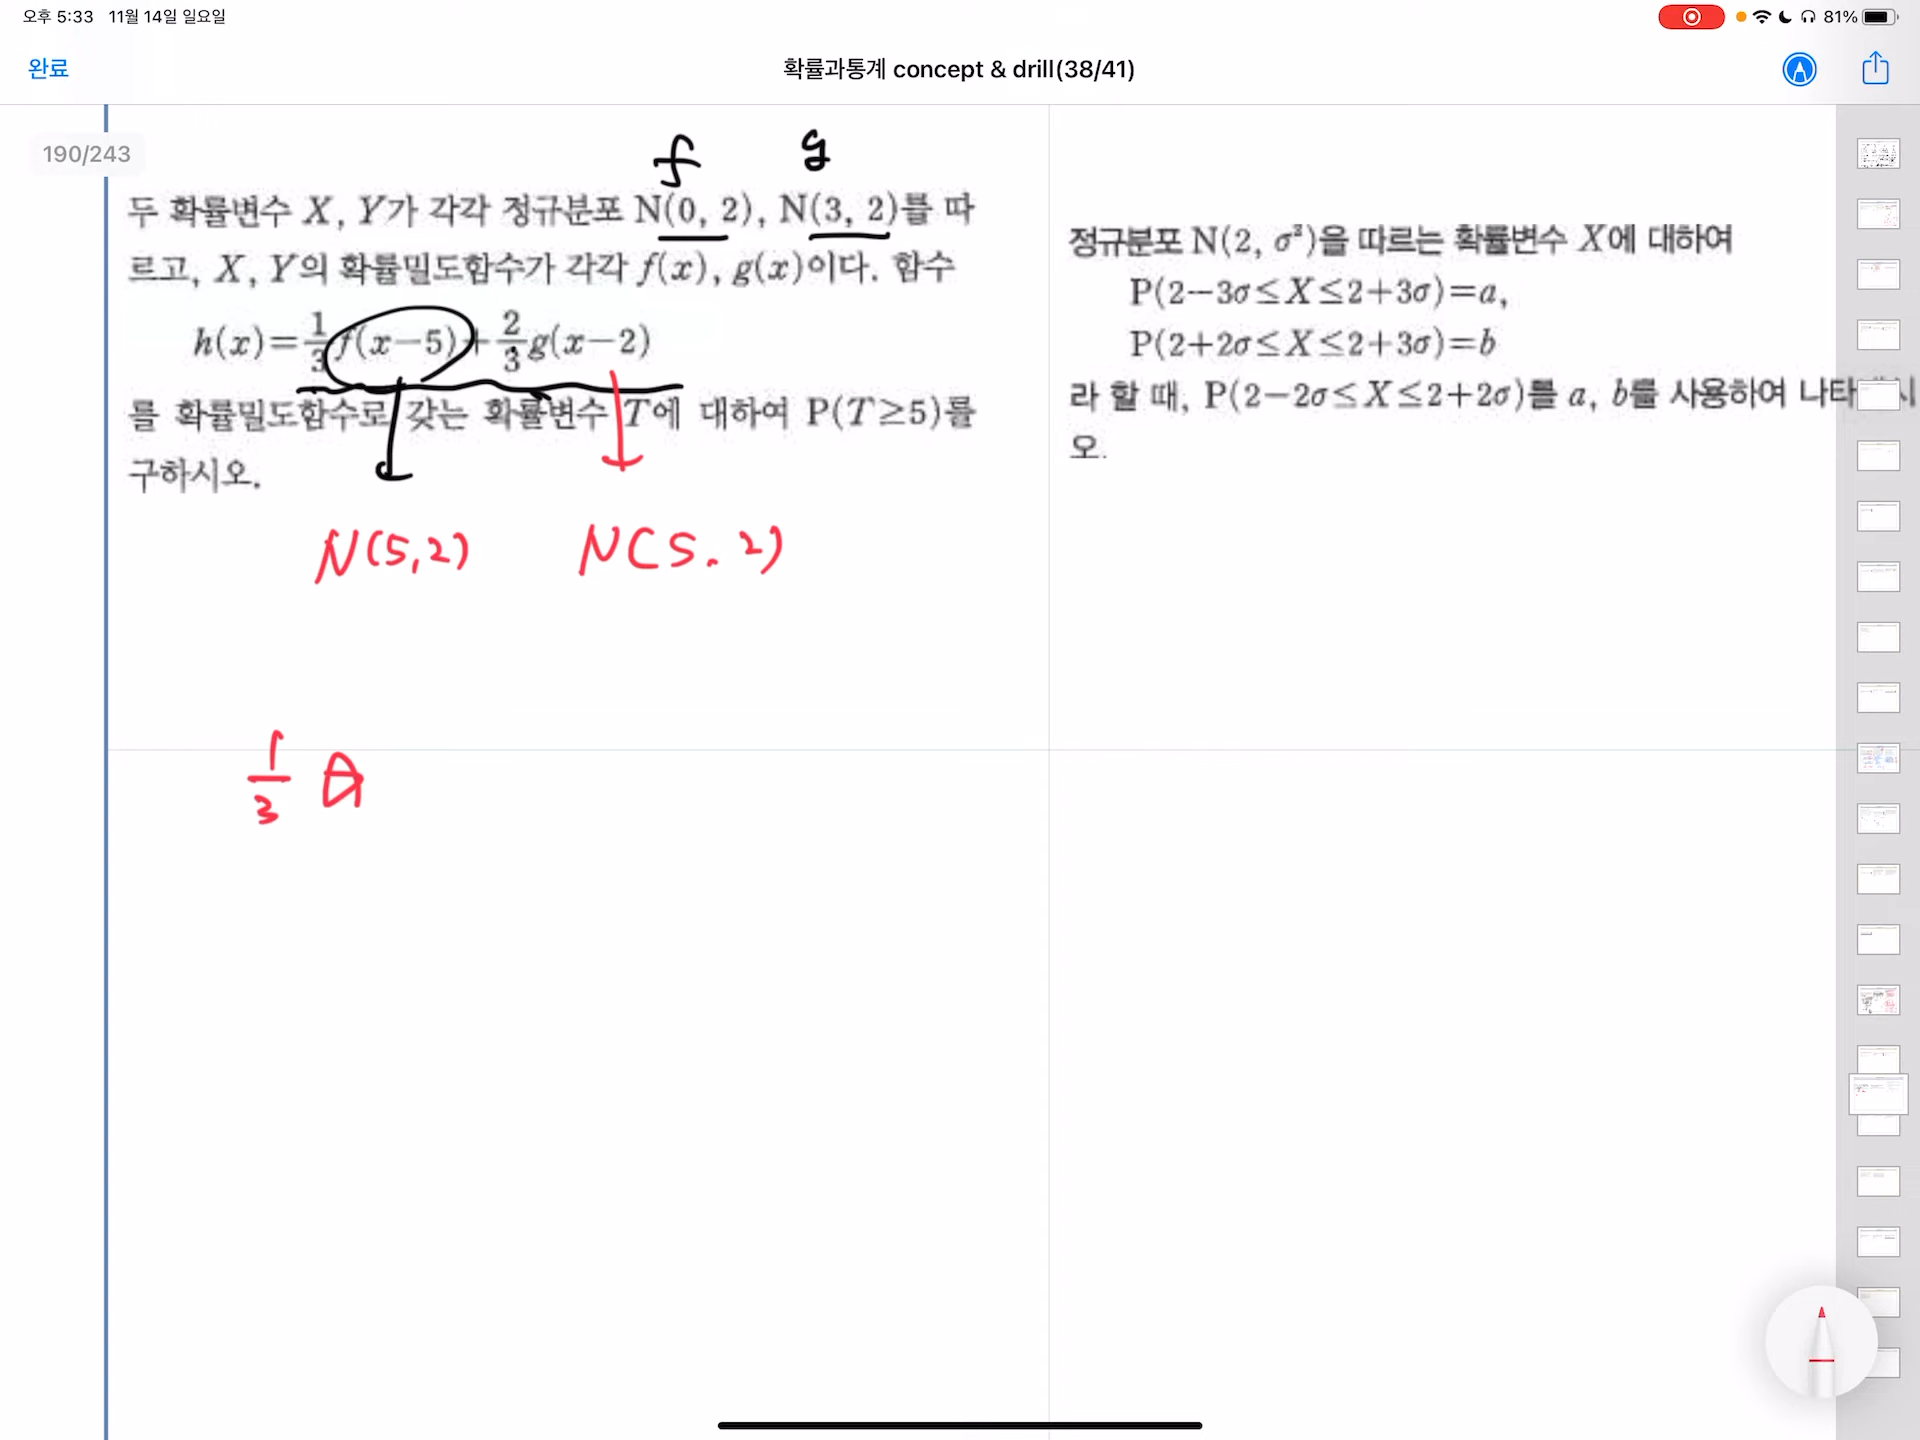 오후 5:33 11월 14일 일요일
81%
완료
확률과통계 concept & drill(38/41)
190/243
f g
두 확률변수 X, Y가 각각 정규분포 N(0, 2), N(3, 2)를 따
르고, X, Y의 확률밀도함수가 각각 f(x), g(x)이다. 함수
h(x)=1/3 f(x-5)+2/3 g(x-2)
를 확률밀도함수로 갖는 확률변수 T에 대하여 P(T≥5)를
구하시오.
N(5,2) N(5. 2)
1/3
정규분포 N(2, σ²)을 따르는 확률변수 X에 대하여
P(2-3σ≤X≤2+3σ)=a,
P(2+2σ≤X≤2+3σ)=b
라 할 때, P(2-2σ≤X≤2+2σ)를 a, b를 사용하여 나타 시
오.